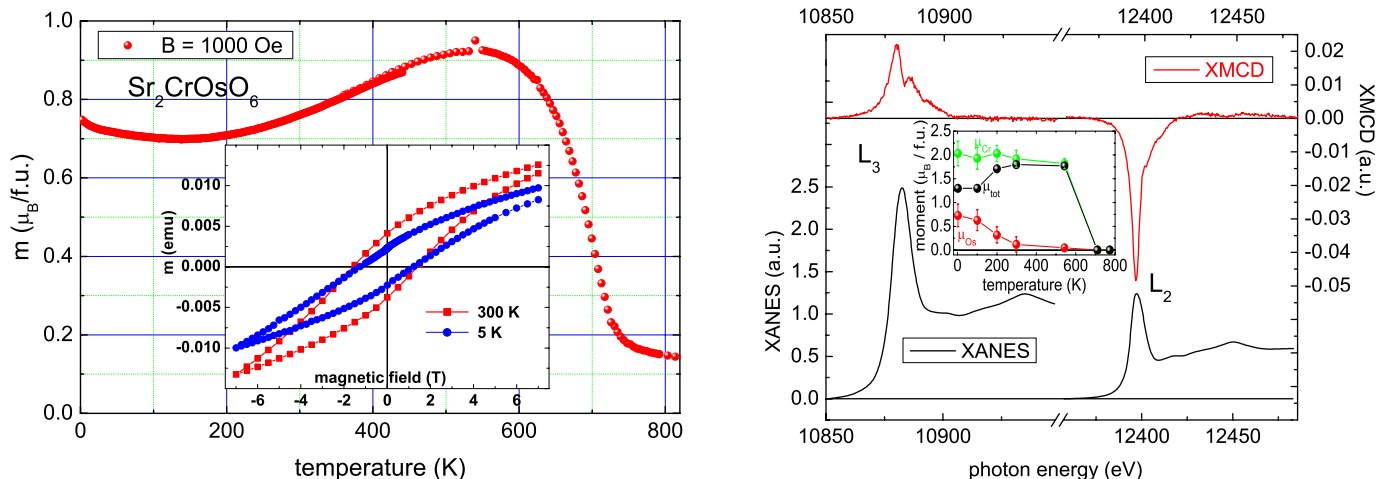 1.0
0.8
0.6
0.4
0.2
0.0
m (μB/f.u.)
B = 1000 Oe
Sr2CrOsO6
0.010
0.005
0.000
-0.005
-0.010
m (emu)
300 K
5 K
magnetic field (T)
-6 -4 -2 0 2 4 6
0 200 400 600 800
temperature (K)
10850 10900 12400 12450
XMCD
0.02
0.01
0.00
-0.01
-0.02
-0.03
-0.04
-0.05
XMCD (a.u.)
L3
2.5
2.0
1.5
1.0
0.5
0.0
XANES (a.u.)
2.5
2.0
1.5
1.0
0.5
0.0
moment (μB / f.u.)
μCr
μtot
μOs
0 200 400 600 800
temperature (K)
L2
XANES
10850 10900 12400 12450
photon energy (eV)